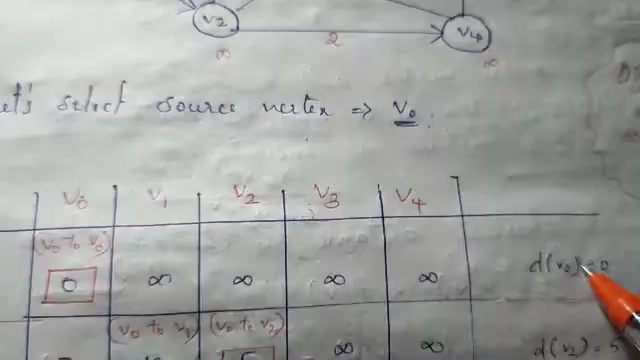 V2 V4
∞ 2 ∞
let's select source vertex ⇒ V0.
V0 V1 V2 V3 V4
(V0 to V0)
0 ∞ ∞ ∞ ∞ d(V0)=0
(V0 to V1) (V0 to V2)
∞ ∞ d(V2) = 5